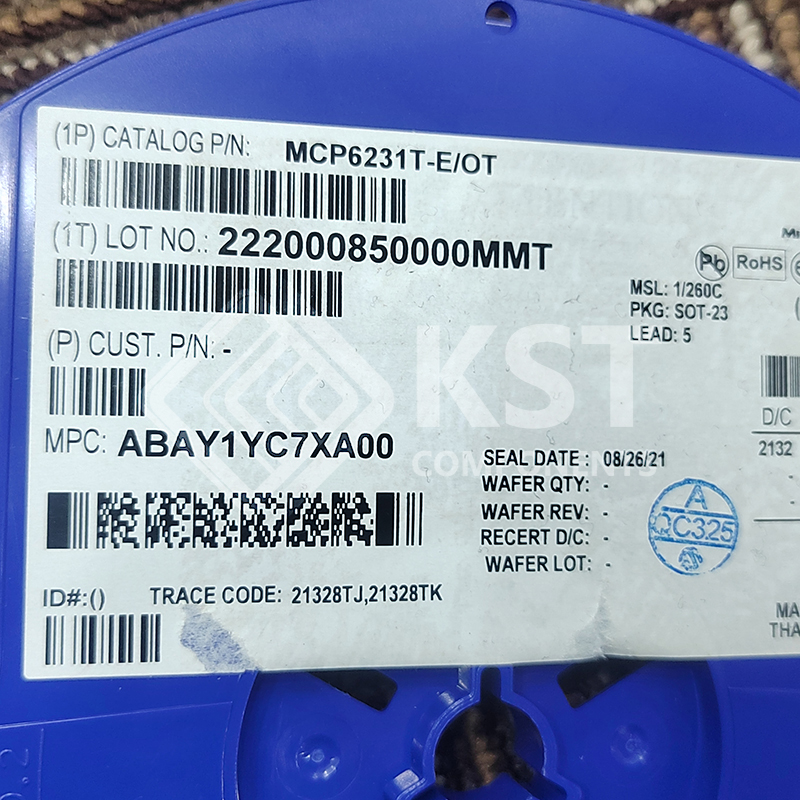 (1P) CATALOG P/N: MCP6231T-E/OT
(1T) LOT NO.: 222000850000MMT
Pb RoHS
MSL: 1/260C
PKG: SOT-23
LEAD: 5
(P) CUST. P/N: -
KST
COMPONENTS
D/C
2132
MPC: ABAY1YC7XA00
SEAL DATE : 08/26/21
WAFER QTY: -
WAFER REV: -
RECERT D/C: -
WAFER LOT: -
A
QC325
ID#:() TRACE CODE: 21328TJ,21328TK
MA
THA